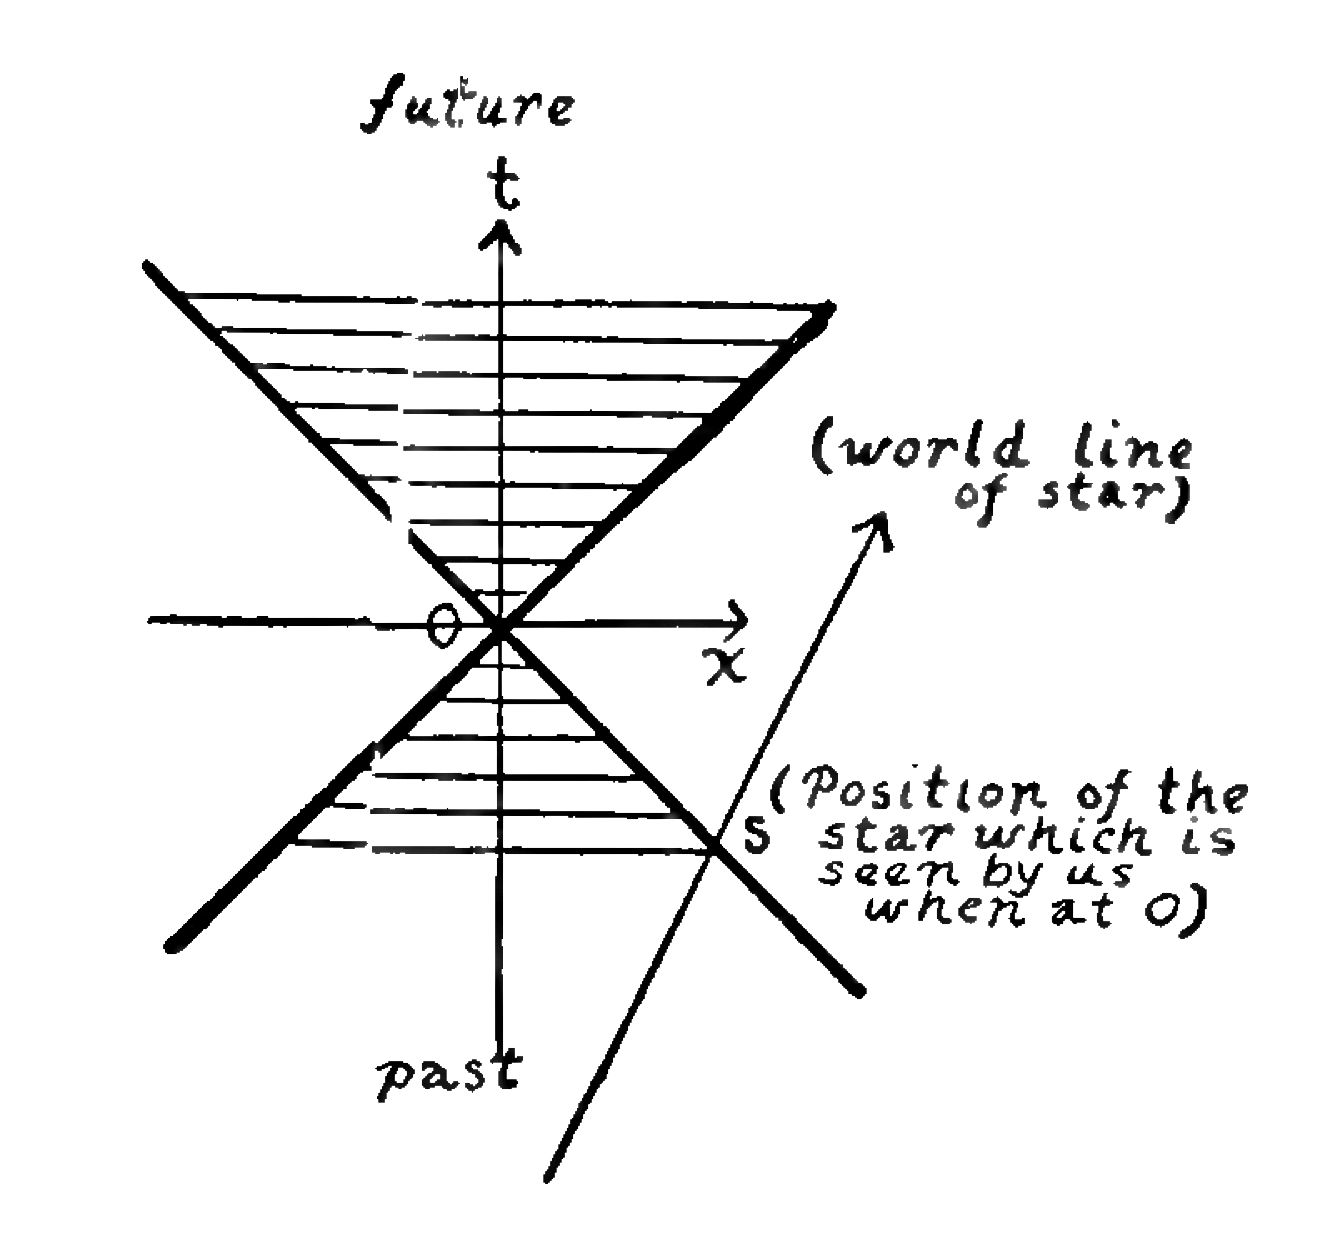 future
t
(world line
of star)
O
x
(Position of the
S star which is
seen by us
when at O)
past